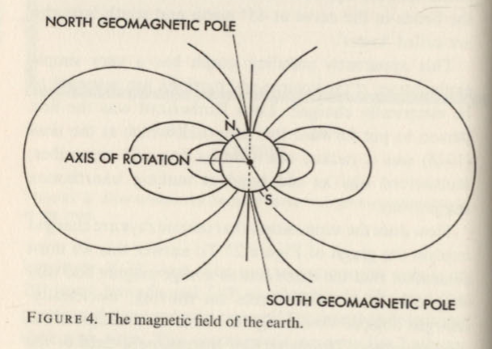 NORTH GEOMAGNETIC POLE
N
AXIS OF ROTATION
S
SOUTH GEOMAGNETIC POLE
FIGURE 4. The magnetic field of the earth.